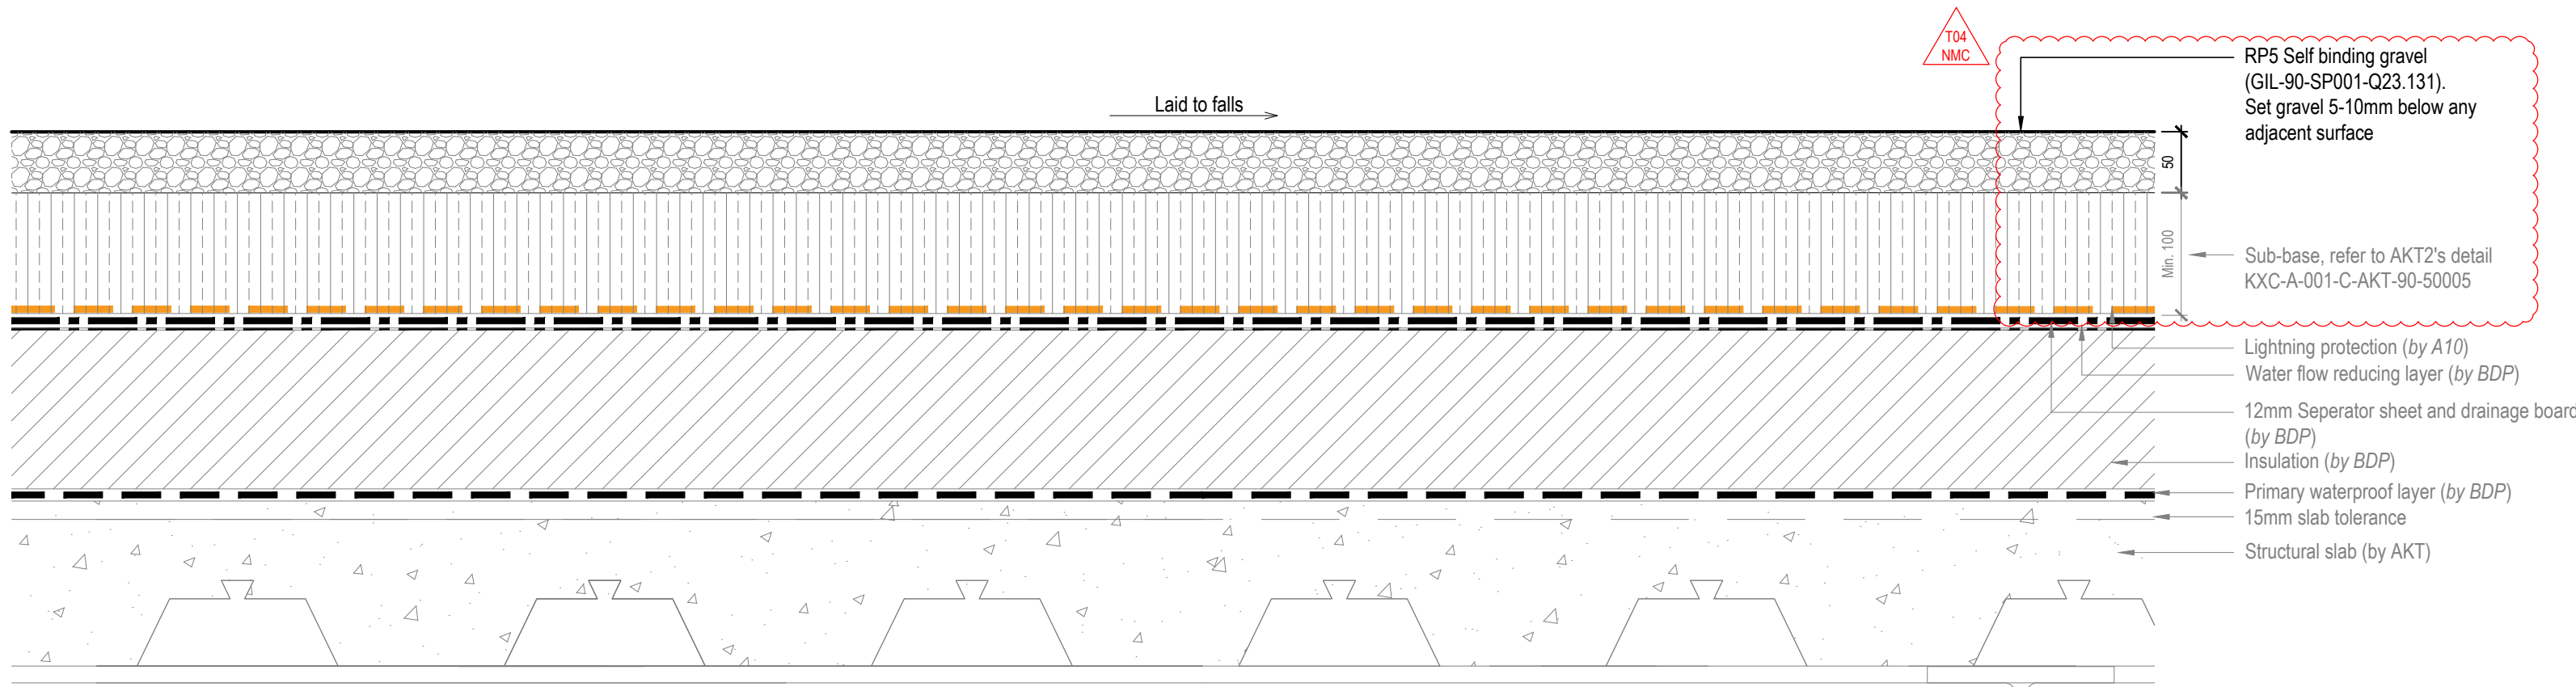 T04
NMC
RP5 Self binding gravel
(GIL-90-SP001-Q23.131).
Set gravel 5-10mm below any
adjacent surface
Laid to falls
50
Min. 100
Sub-base, refer to AKT2's detail
KXC-A-001-C-AKT-90-50005
Lightning protection (by A10)
Water flow reducing layer (by BDP)
12mm Seperator sheet and drainage board
(by BDP)
Insulation (by BDP)
Primary waterproof layer (by BDP)
15mm slab tolerance
Structural slab (by AKT)